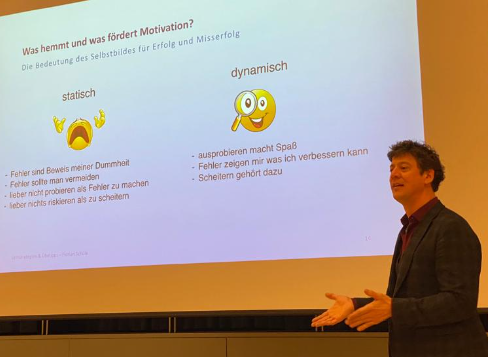 Was hemmt und was fördert Motivation?
Die Bedeutung des Selbstbildes für Erfolg und Misserfolg
statisch
- Fehler sind Beweis meiner Dummheit
- Fehler sollte man vermeiden
- lieber nicht probieren als Fehler zu machen
- lieber nichts riskieren als zu scheitern
dynamisch
- ausprobieren macht Spaß
- Fehler zeigen mir was ich verbessern kann
- Scheitern gehört dazu